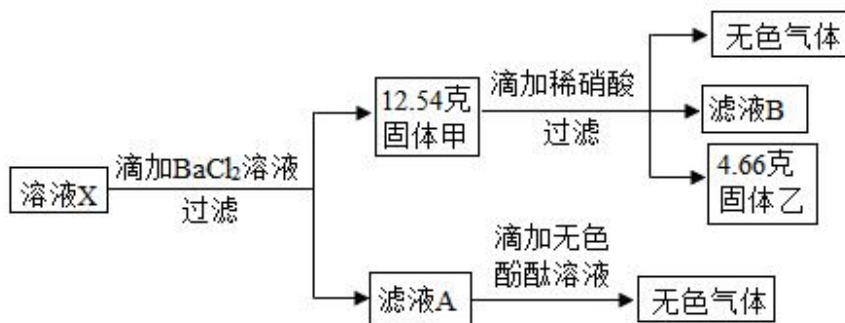 无色气体
12.54克
固体甲
滴加稀硝酸
过滤
滤液B
4.66克
固体乙
溶液X
滴加BaCl₂溶液
过滤
滤液A
滴加无色
酚酞溶液
无色气体